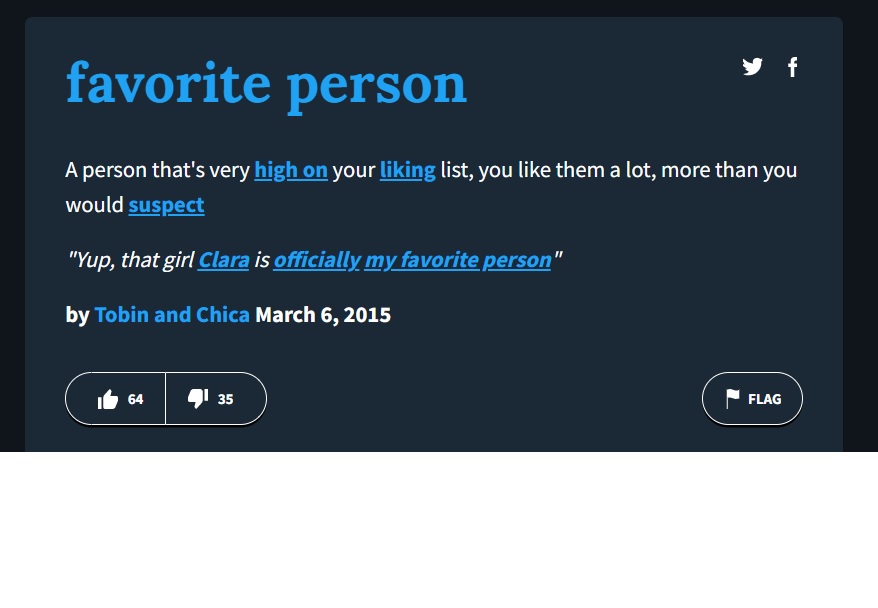 favorite person
A person that's very high on your liking list, you like them a lot, more than you
would suspect
"Yup, that girl Clara is officially my favorite person"
by Tobin and Chica March 6, 2015
64 35 FLAG